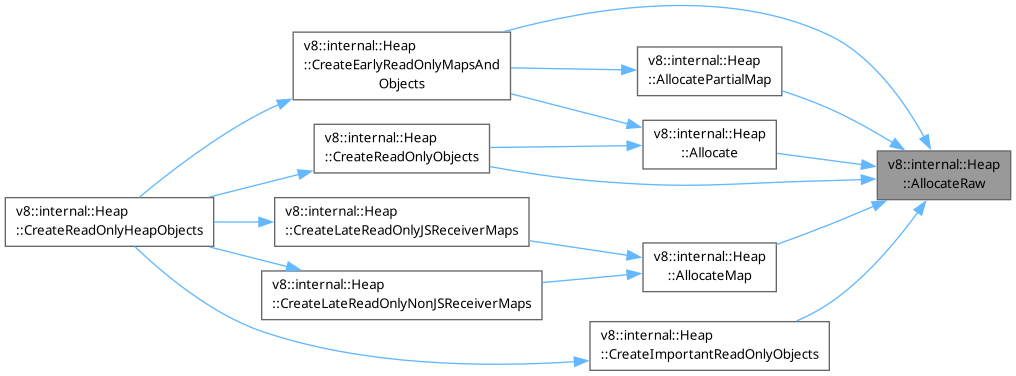 v8::internal::Heap
::CreateEarlyReadOnlyMapsAnd
Objects
v8::internal::Heap
::AllocatePartialMap
v8::internal::Heap
::CreateReadOnlyObjects
v8::internal::Heap
::Allocate
v8::internal::Heap
::AllocateRaw
v8::internal::Heap
::CreateReadOnlyHeapObjects
v8::internal::Heap
::CreateLateReadOnlyJSReceiverMaps
v8::internal::Heap
::AllocateMap
v8::internal::Heap
::CreateLateReadOnlyNonJSReceiverMaps
v8::internal::Heap
::CreateImportantReadOnlyObjects